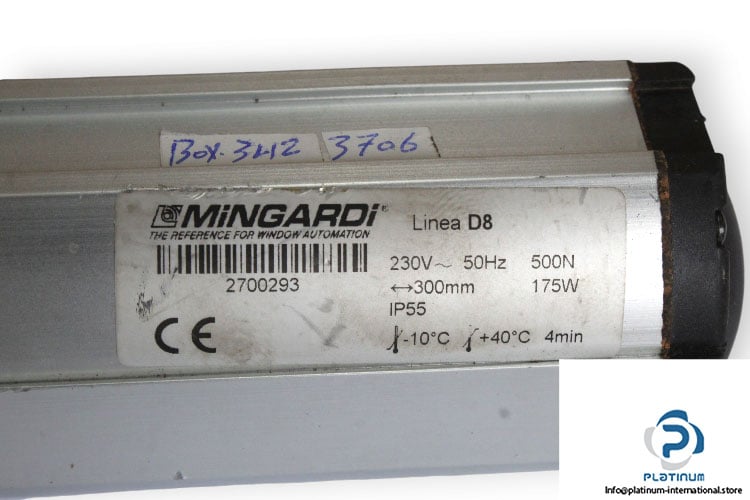 Box.3412 3706
MiNGARDi®
THE REFERENCE FOR WINDOW AUTOMATION
Linea D8
2700293
230V~ 50Hz 500N
↔300mm 175W
IP55
CE
-10°C +40°C 4min
PLATINUM
Info@platinum-international.store